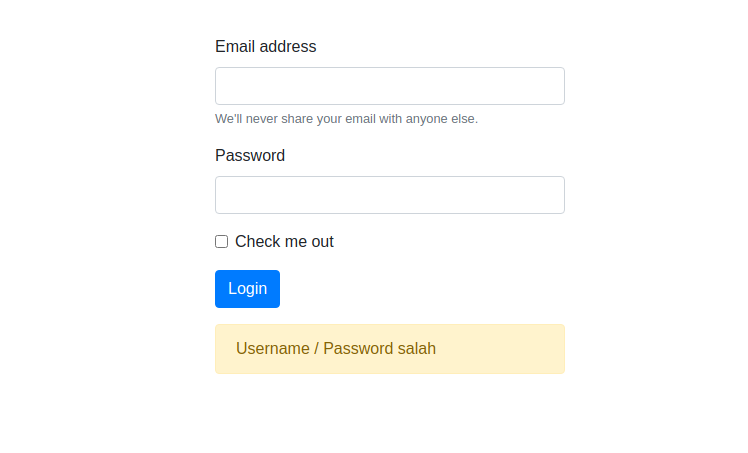 Email address
We'll never share your email with anyone else.
Password
Check me out
Login
Username / Password salah